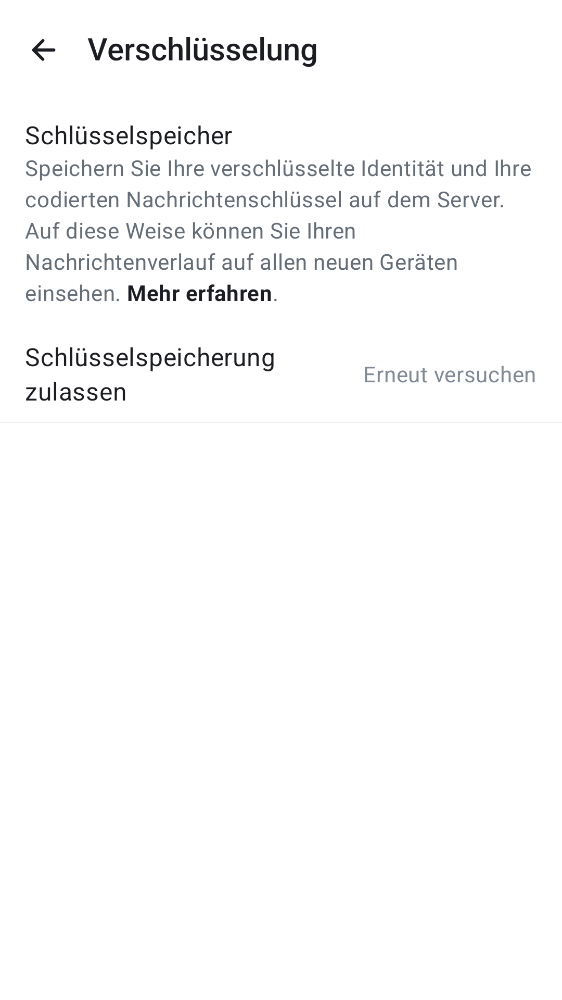 Verschlüsselung
Schlüsselspeicher
Speichern Sie Ihre verschlüsselte Identität und Ihre
codierten Nachrichtenschlüssel auf dem Server.
Auf diese Weise können Sie Ihren
Nachrichtenverlauf auf allen neuen Geräten
einsehen. Mehr erfahren.
Schlüsselspeicherung
zulassen
Erneut versuchen